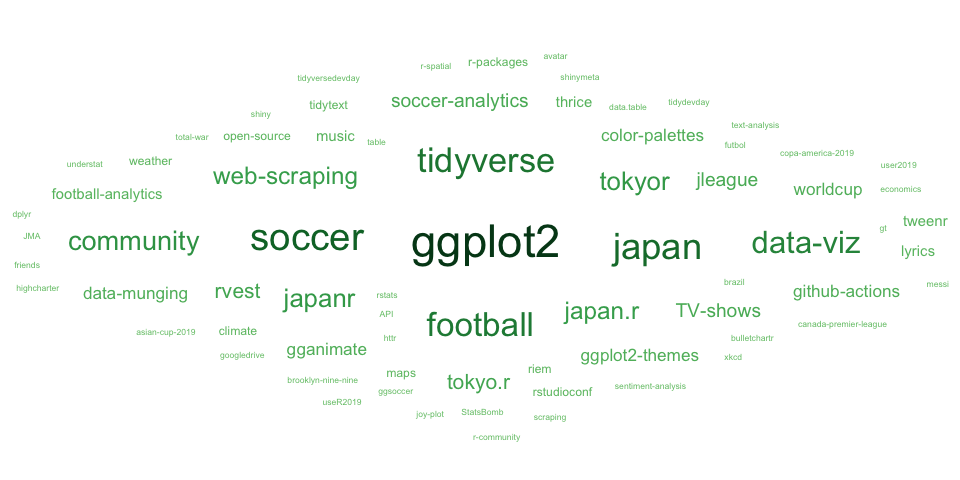 avatar
r-spatial
r-packages
tidyversedevday
shinymeta
soccer-analytics
thrice
tidytext
data.table
tidydevday
shiny
text-analysis
total-war
open-source
music
table
color-palettes
futbol
understat
weather
tidyverse
copa-america-2019
web-scraping
user2019
football-analytics
tokyor
jleague
worldcup
economics
dplyr
JMA
community
soccer
ggplot2
japan
data-viz
gt
tweenr
friends
lyrics
highcharter
data-munging
rvest
japanr
rstats
brazil
github-actions
messi
API
football
japan.r
TV-shows
asian-cup-2019
climate
canada-premier-league
googledrive
gganimate
httr
ggplot2-themes
bulletchartr
xkcd
brooklyn-nine-nine
maps
tokyo.r
riem
sentiment-analysis
ggsoccer
rstudioconf
useR2019
joy-plot
StatsBomb
scraping
r-community